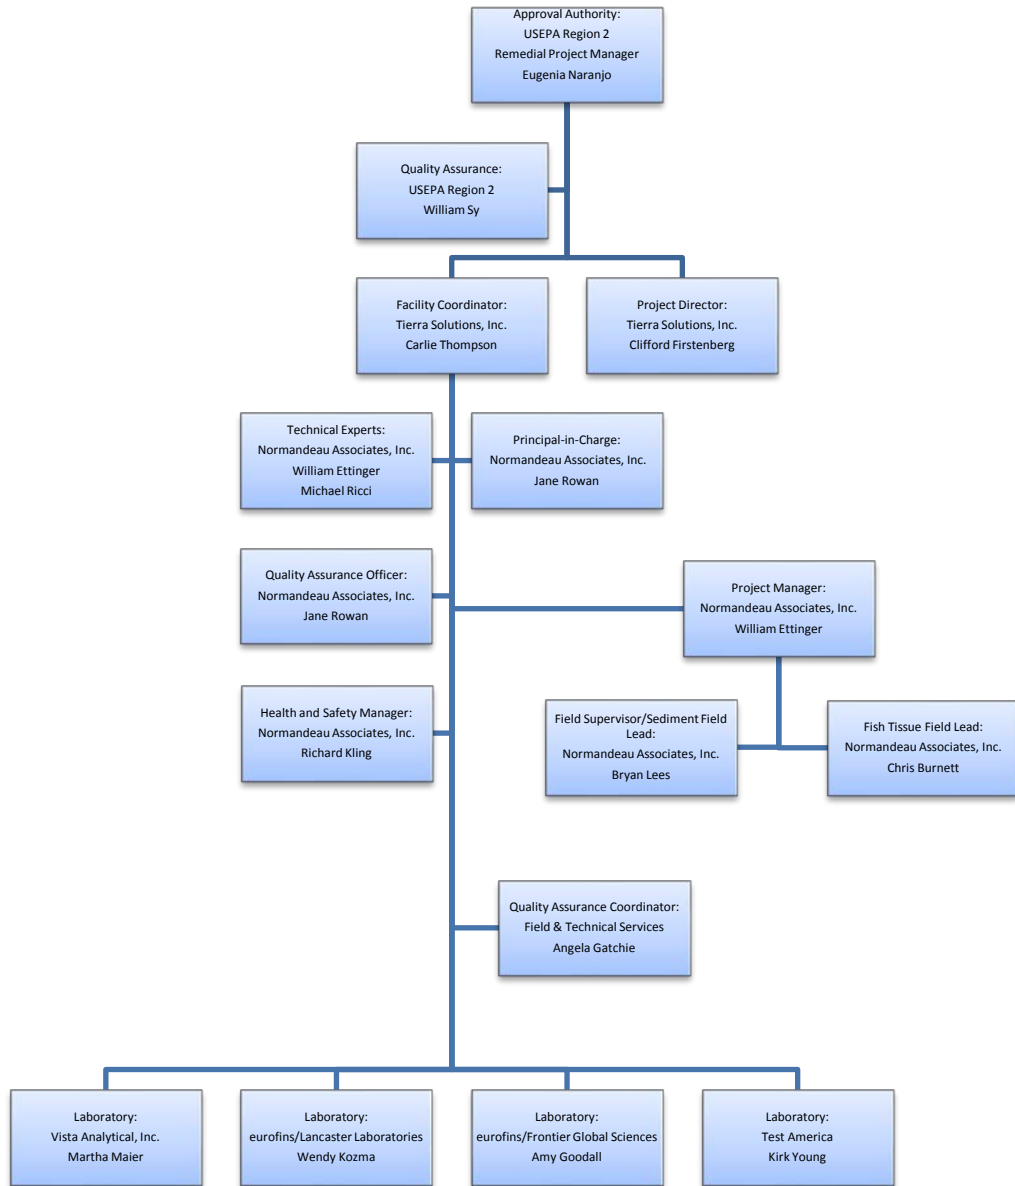 Approval Authority:
USEPA Region 2
Remedial Project Manager
Eugenia Naranjo
Quality Assurance:
USEPA Region 2
William Sy
Facility Coordinator:
Tierra Solutions, Inc.
Carlie Thompson
Project Director:
Tierra Solutions, Inc.
Clifford Firstenberg
Technical Experts:
Normandeau Associates, Inc.
William Ettinger
Michael Ricci
Principal-in-Charge:
Normandeau Associates, Inc.
Jane Rowan
Quality Assurance Officer:
Normandeau Associates, Inc.
Jane Rowan
Project Manager:
Normandeau Associates, Inc.
William Ettinger
Health and Safety Manager:
Normandeau Associates, Inc.
Richard Kling
Field Supervisor/Sediment Field
Lead:
Normandeau Associates, Inc.
Bryan Lees
Fish Tissue Field Lead:
Normandeau Associates, Inc.
Chris Burnett
Quality Assurance Coordinator:
Field & Technical Services
Angela Gatchie
Laboratory:
Vista Analytical, Inc.
Martha Maier
Laboratory:
eurofins/Lancaster Laboratories
Wendy Kozma
Laboratory:
eurofins/Frontier Global Sciences
Amy Goodall
Laboratory:
Test America
Kirk Young